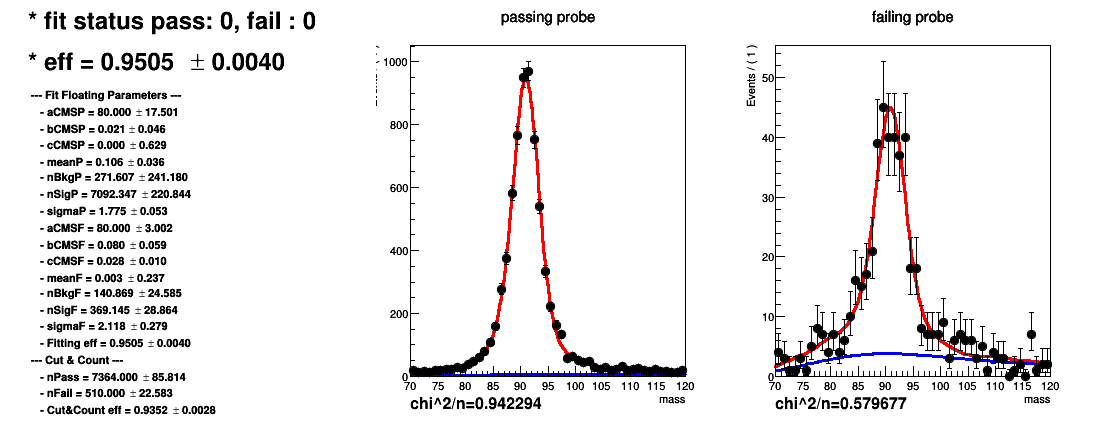 * fit status pass: 0, fail : 0
* eff = 0.9505 ± 0.0040
--- Fit Floating Parameters ---
- aCMSP = 80.000 ± 17.501
- bCMSP = 0.021 ± 0.046
- cCMSP = 0.000 ± 0.629
- meanP = 0.106 ± 0.036
- nBkgP = 271.607 ± 241.180
- nSigP = 7092.347 ± 220.844
- sigmaP = 1.775 ± 0.053
- aCMSF = 80.000 ± 3.002
- bCMSF = 0.080 ± 0.059
- cCMSF = 0.028 ± 0.010
- meanF = 0.003 ± 0.237
- nBkgF = 140.869 ± 24.585
- nSigF = 369.145 ± 28.864
- sigmaF = 2.118 ± 0.279
- Fitting eff = 0.9505 ± 0.0040
--- Cut & Count ---
- nPass = 7364.000 ± 85.814
- nFail = 510.000 ± 22.583
- Cut&Count eff = 0.9352 ± 0.0028
passing probe
1000
800
600
400
200
0
70 75 80 85 90 95 100 105 110 115 120
mass
chi^2/n=0.942294
failing probe
Events / ( 1 )
50
40
30
20
10
0
70 75 80 85 90 95 100 105 110 115 120
mass
chi^2/n=0.579677